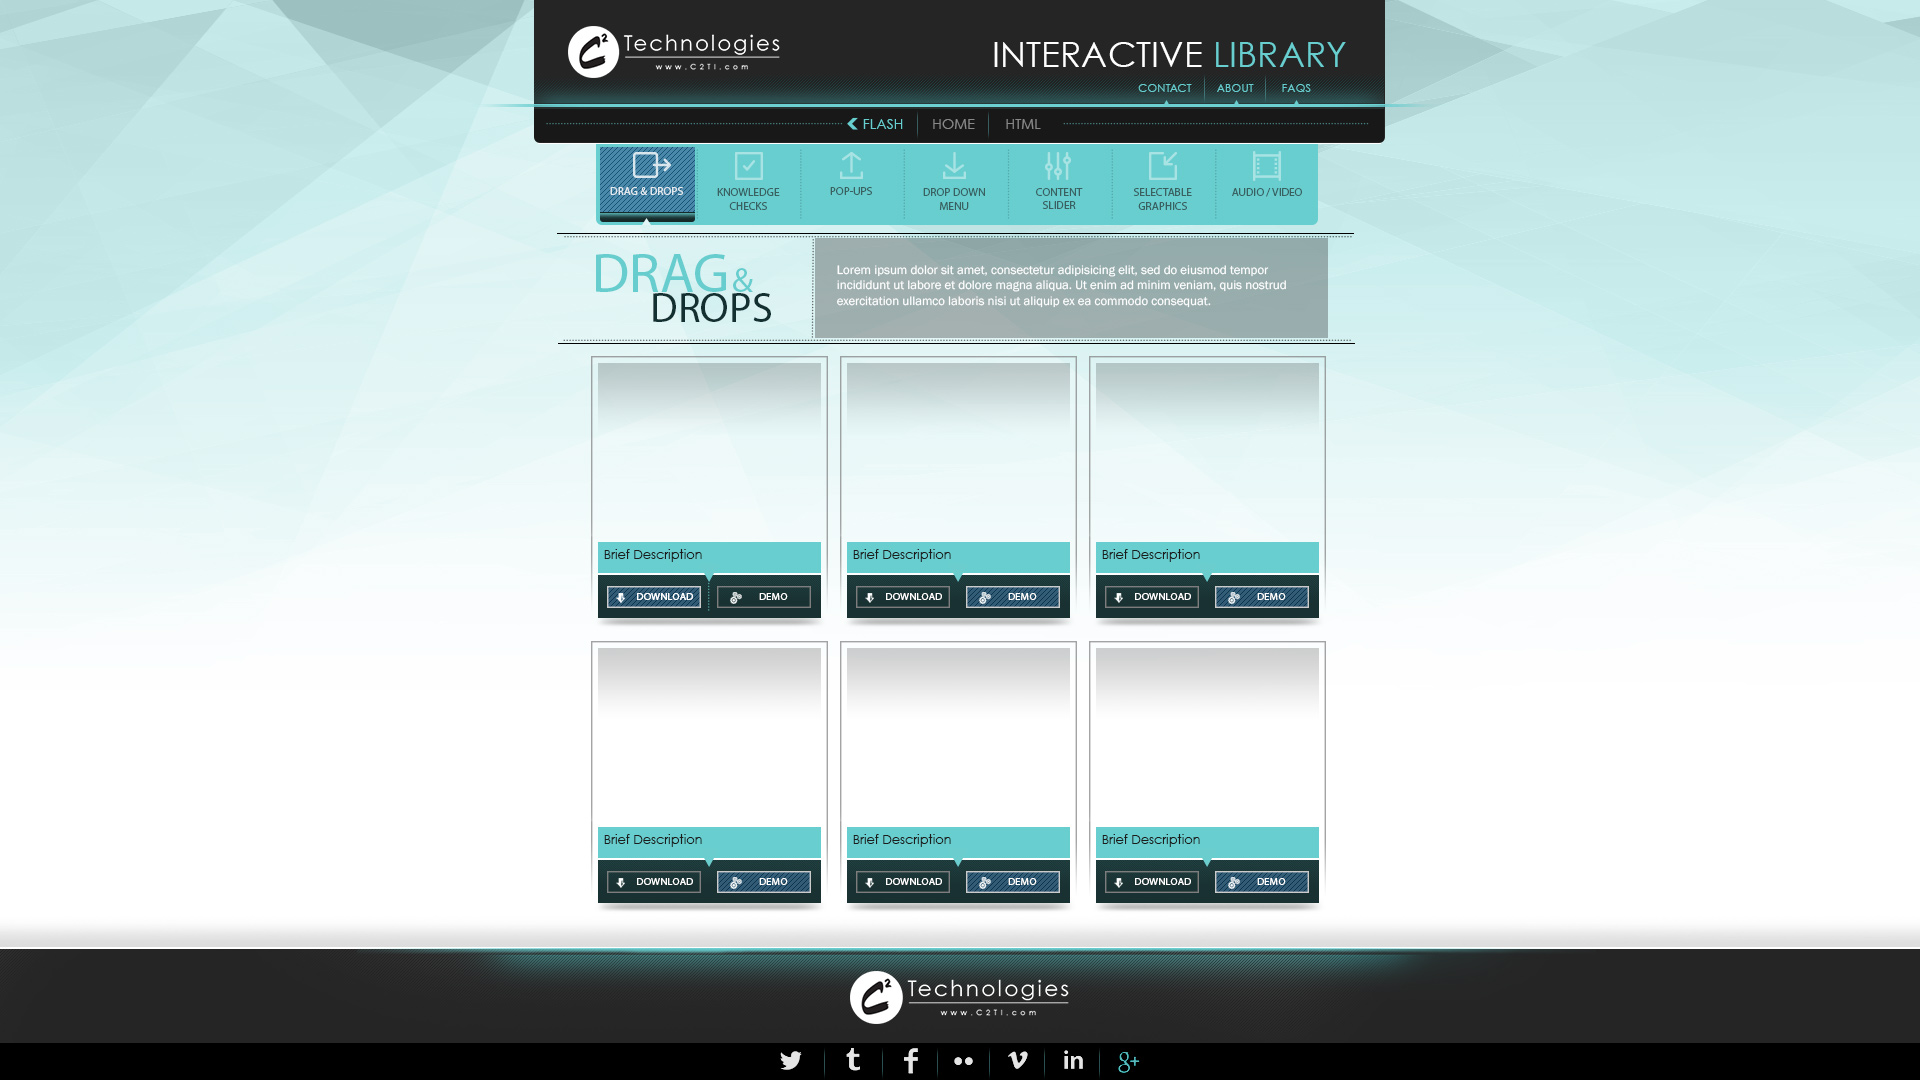 C2 Technologies
www.C2TI.com
INTERACTIVE LIBRARY
CONTACT ABOUT FAQS
FLASH HOME HTML
DRAG & DROPS
KNOWLEDGE
CHECKS
POP-UPS
DROP DOWN
MENU
CONTENT
SLIDER
SELECTABLE
GRAPHICS
AUDIO / VIDEO
DRAG &
DROPS
Lorem ipsum dolor sit amet, consectetur adipisicing elit, sed do eiusmod tempor
incididunt ut labore et dolore magna aliqua. Ut enim ad minim veniam, quis nostrud
exercitation ullamco laboris nisi ut aliquip ex ea commodo consequat.
Brief Description
DOWNLOAD DEMO
Brief Description
DOWNLOAD DEMO
Brief Description
DOWNLOAD DEMO
Brief Description
DOWNLOAD DEMO
Brief Description
DOWNLOAD DEMO
Brief Description
DOWNLOAD DEMO
C2 Technologies
www.C2TI.com
t f v in g+